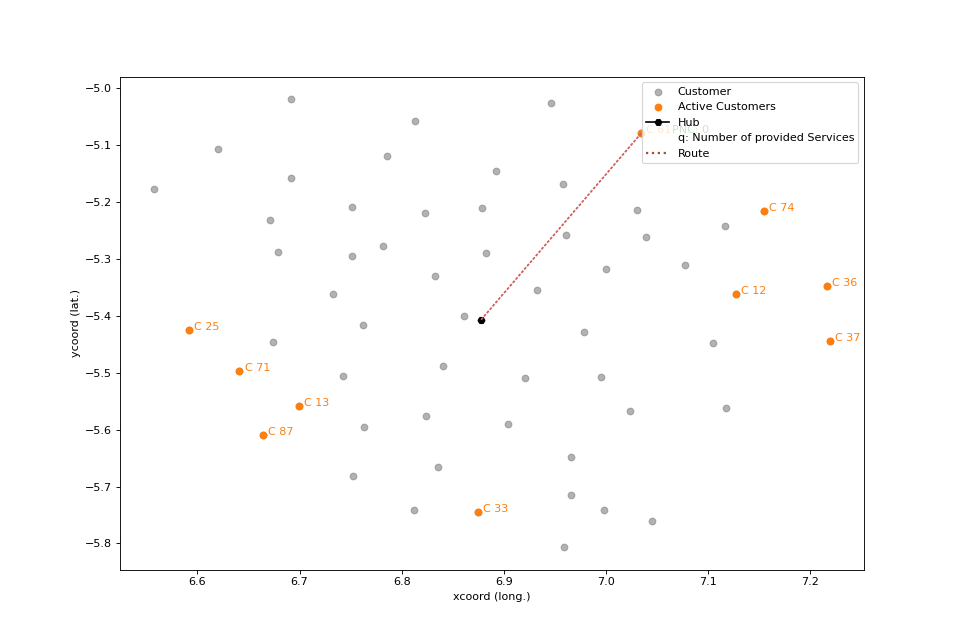 Customer
Active Customers
Hub
q: Number of provided Services
Route
C 74
C 36
C 12
C 37
C 25
C 71
C 13
C 87
C 33
−5.0
−5.1
−5.2
−5.3
−5.4
−5.5
−5.6
−5.7
−5.8
ycoord (lat.)
6.6 6.7 6.8 6.9 7.0 7.1 7.2
xcoord (long.)